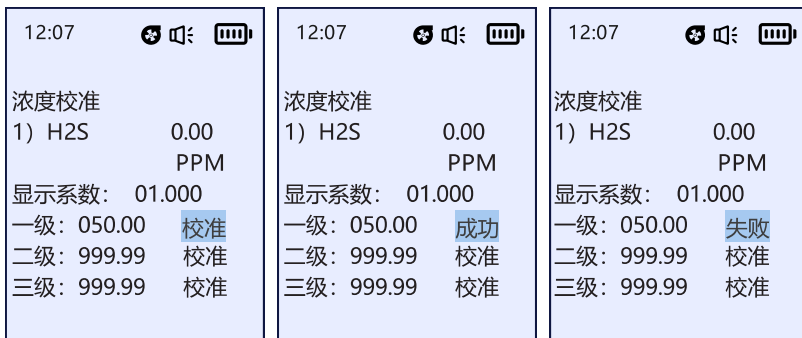 12:07
浓度校准
1）H2S 0.00
PPM
显示系数： 01.000
一级：050.00 校准
二级：999.99 校准
三级：999.99 校准
12:07
浓度校准
1）H2S 0.00
PPM
显示系数： 01.000
一级：050.00 成功
二级：999.99 校准
三级：999.99 校准
12:07
浓度校准
1）H2S 0.00
PPM
显示系数： 01.000
一级：050.00 失败
二级：999.99 校准
三级：999.99 校准